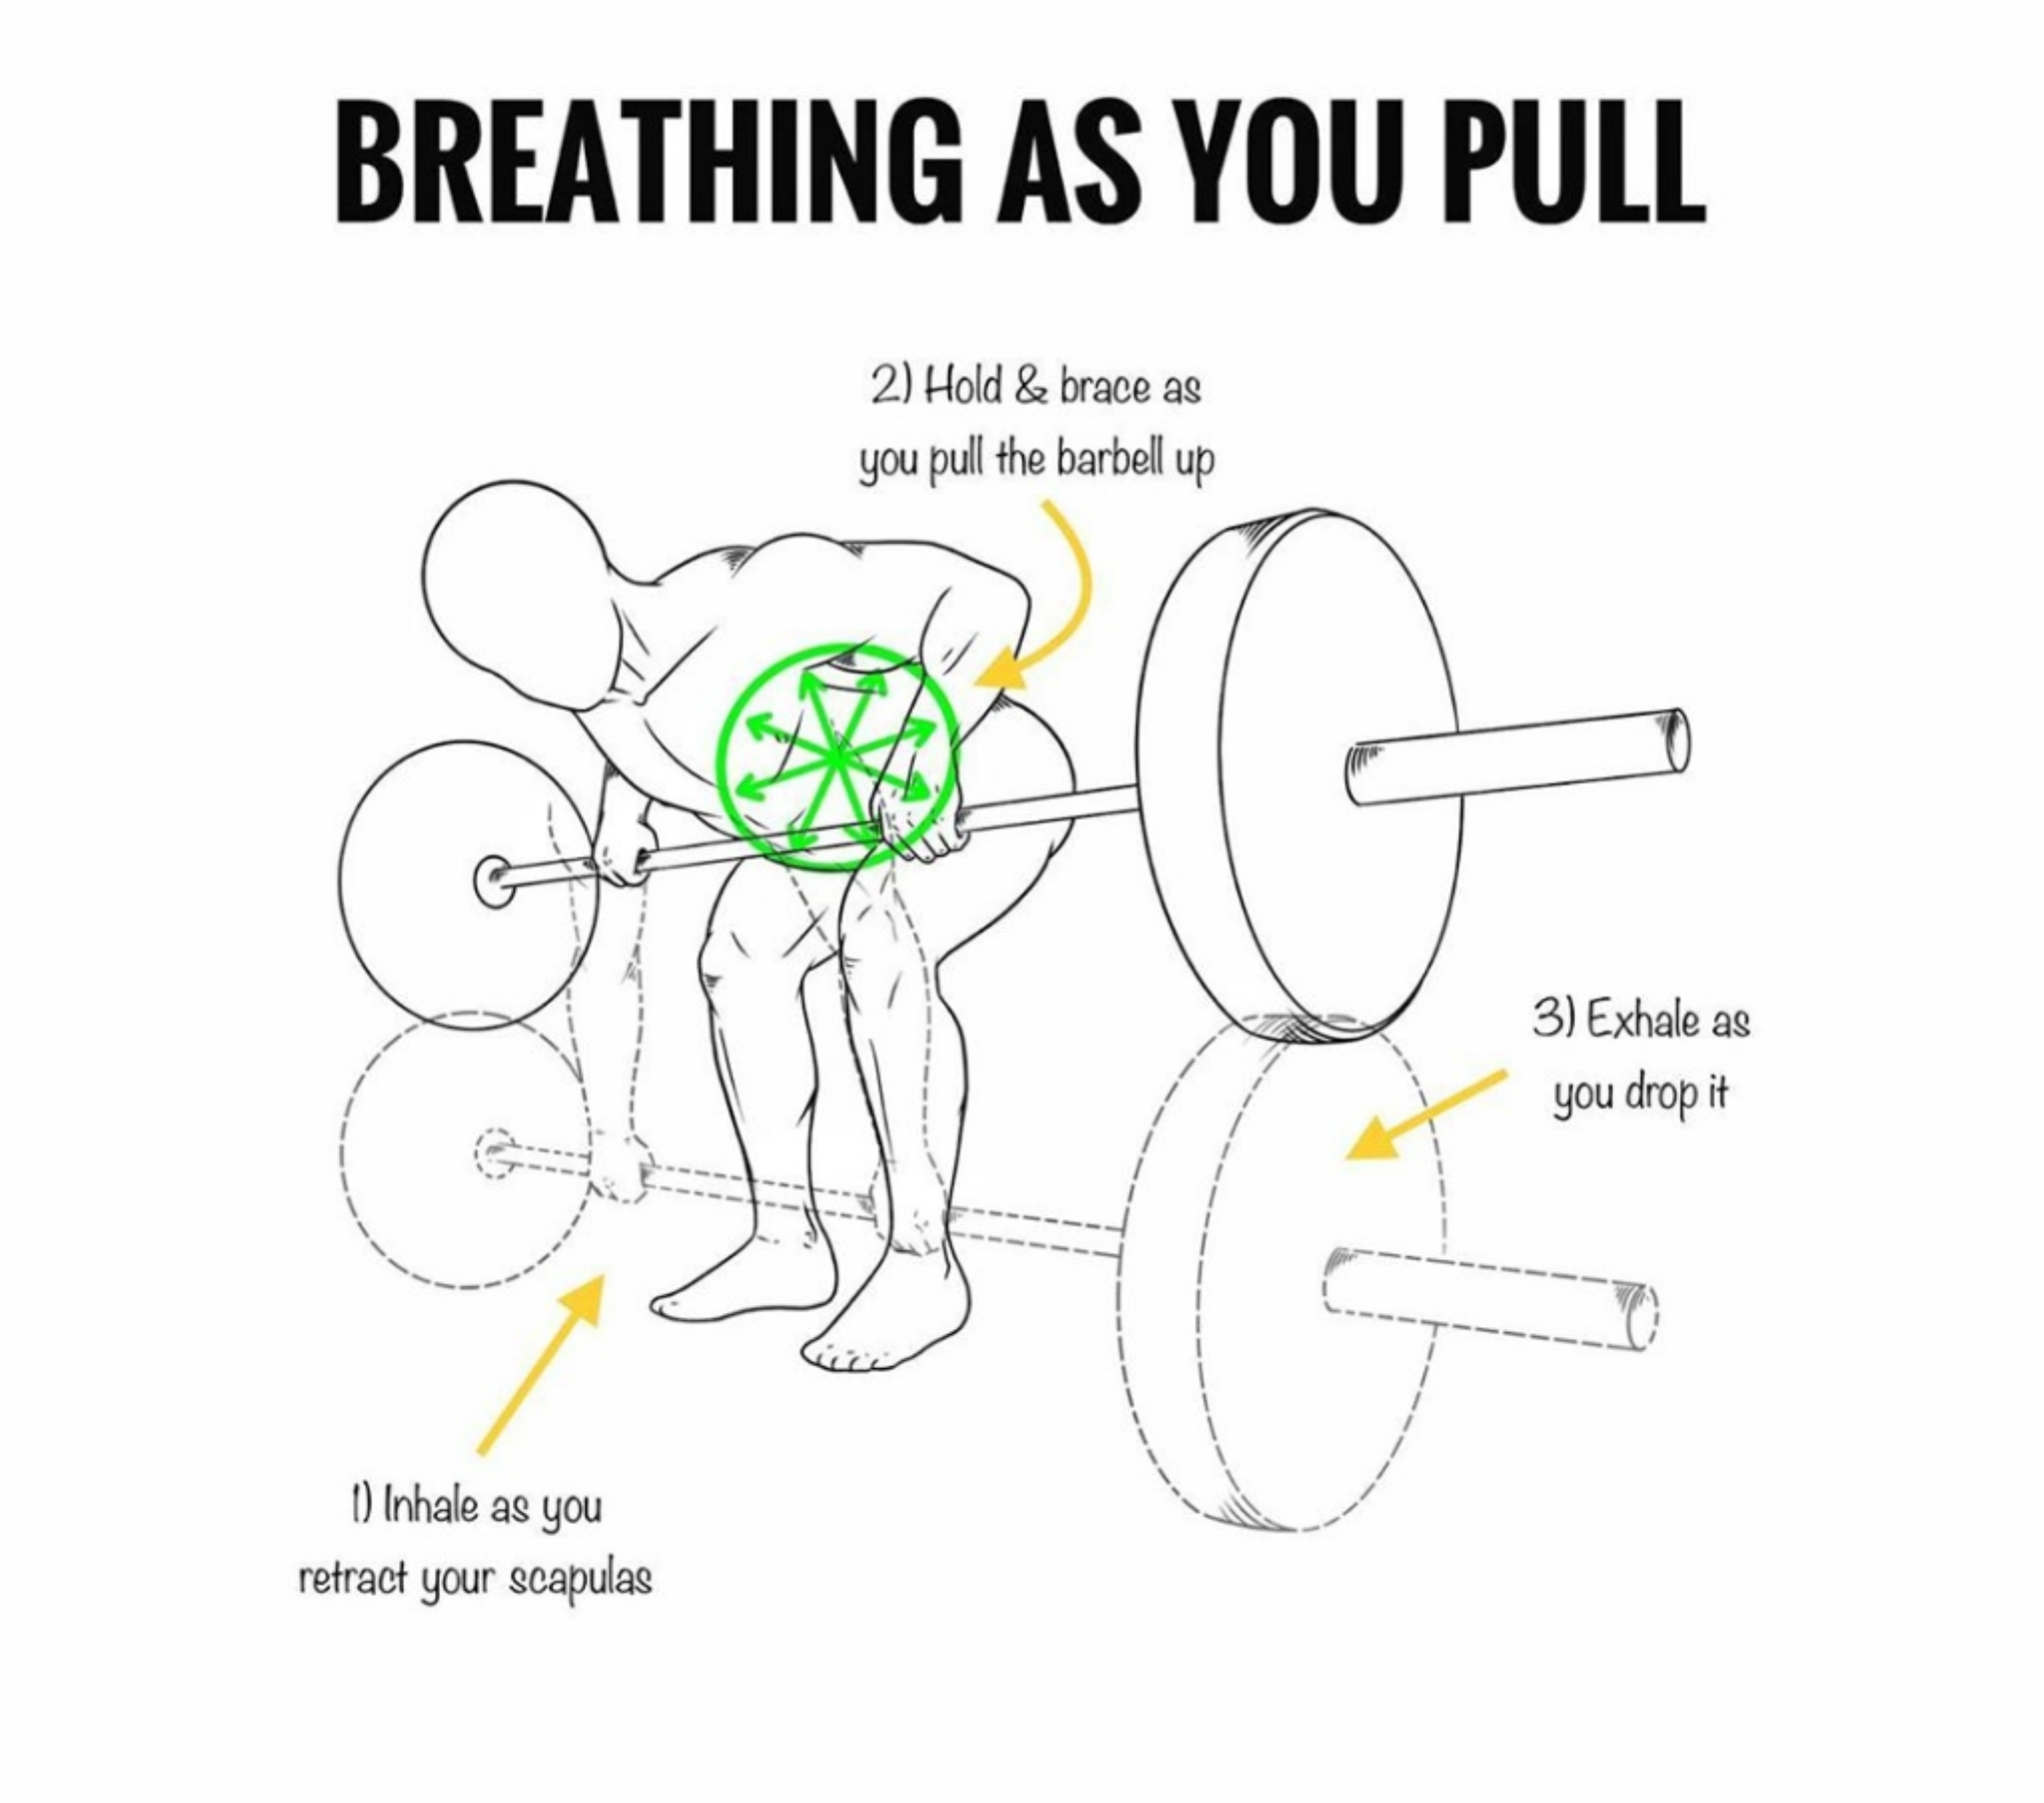 BREATHING AS YOU PULL
2) Hold & brace as
you pull the barbell up
3) Exhale as
you drop it
1) Inhale as you
retract your scapulas